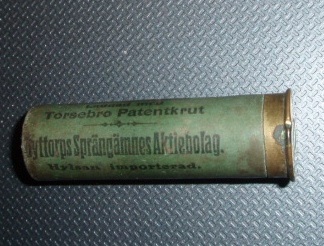 Torsebro Patentkrut
Nyttorps Sprängämnes Aktiebolag.
Hylsan importerad.